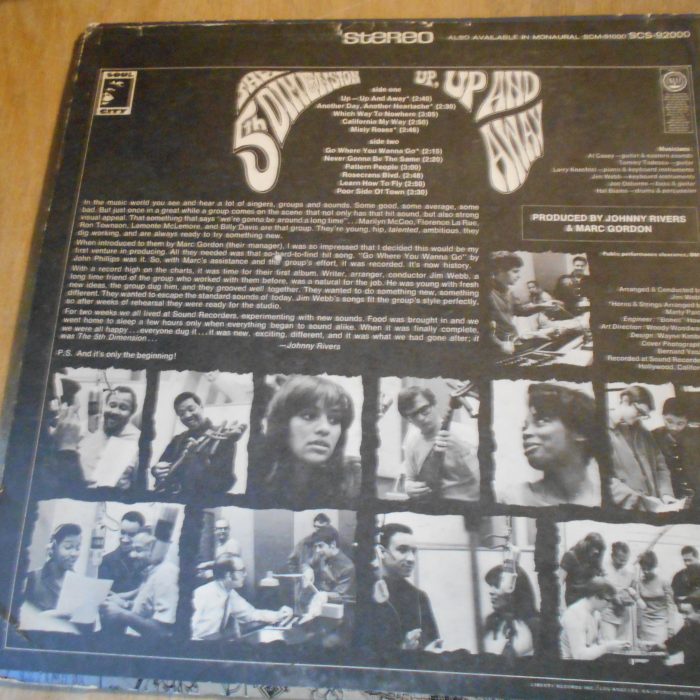 stereo ALSO AVAILABLE IN MONAURAL SCM-91000 SCS-92000
SOUL
CITY
THE
5th
DIMENSION
UP, UP AND
AWAY
side one
Up—Up And Away* (2:40)
Another Day, Another Heartache* (2:30)
Which Way To Nowhere (3:05)
California My Way (2:50)
Misty Roses* (2:46)
side two
Go Where You Wanna Go* (2:15)
Never Gonna Be The Same (2:20)
Pattern People (3:00)
Rosecrans Blvd. (2:48)
Learn How To Fly (2:50)
Poor Side Of Town (3:30)
Musicians:
Al Casey—guitar & eastern sounds
Tommy Tedesco—guitar
Larry Knechtel—piano & keyboard instruments
Jim Webb—keyboard instruments
Joe Osborne—bass & guitar
Hal Blaine—drums & percussion
PRODUCED BY JOHNNY RIVERS
& MARC GORDON
Public performance clearance, BMI
Arranged & Conducted by
Jim
*Horns & Strings
Marty
Engineer: "Bones"
Art Direction: Woody
Design: Wayne
Cover
Bernard
Recorded at Sound
Hollywood,
In the music world you see and hear a lot of singers, groups and sounds. Some good, some average, some
bad. But just once in a great while a group comes on the scene that not only has that hit sound, but also strong
visual appeal. That something that says "we're gonna be around a long time"... Marilyn McCoo, Florence La Rue,
Ron Townson, Lamonte McLemore, and Billy Davis are that group. They're young, hip, talented, ambitious, they
dig working, and are always ready to try something new.
When introduced to them by Marc Gordon (their manager), I was so impressed that I decided this would be my
first venture in producing. All they needed was that hard-to-find hit song. "Go Where You Wanna Go" by
John Phillips was it. So, with Marc's assistance and the group's effort, it was recorded. It's now history.
With a record high on the charts, it was time for their first album. Writer, arranger, conductor Jim Webb, a
long time friend of the group who worked with them before, was a natural for the job. He was young with fresh
new ideas, the group dug him, and they grooved well together. They wanted to do something new, something
different. They wanted to escape the standard sounds of today. Jim Webb's songs fit the group's style perfectly,
so after weeks of rehearsal they were ready for the studio.
For two weeks we all lived at Sound Recorders, experimenting with new sounds. Food was brought in and we
went home to sleep a few hours only when everything began to sound alike. When it was finally complete,
we were all happy... everyone dug it... it was new, exciting, different, and it was what we had gone after; it
was The 5th Dimension...
—Johnny Rivers
P.S. And it's only the beginning!